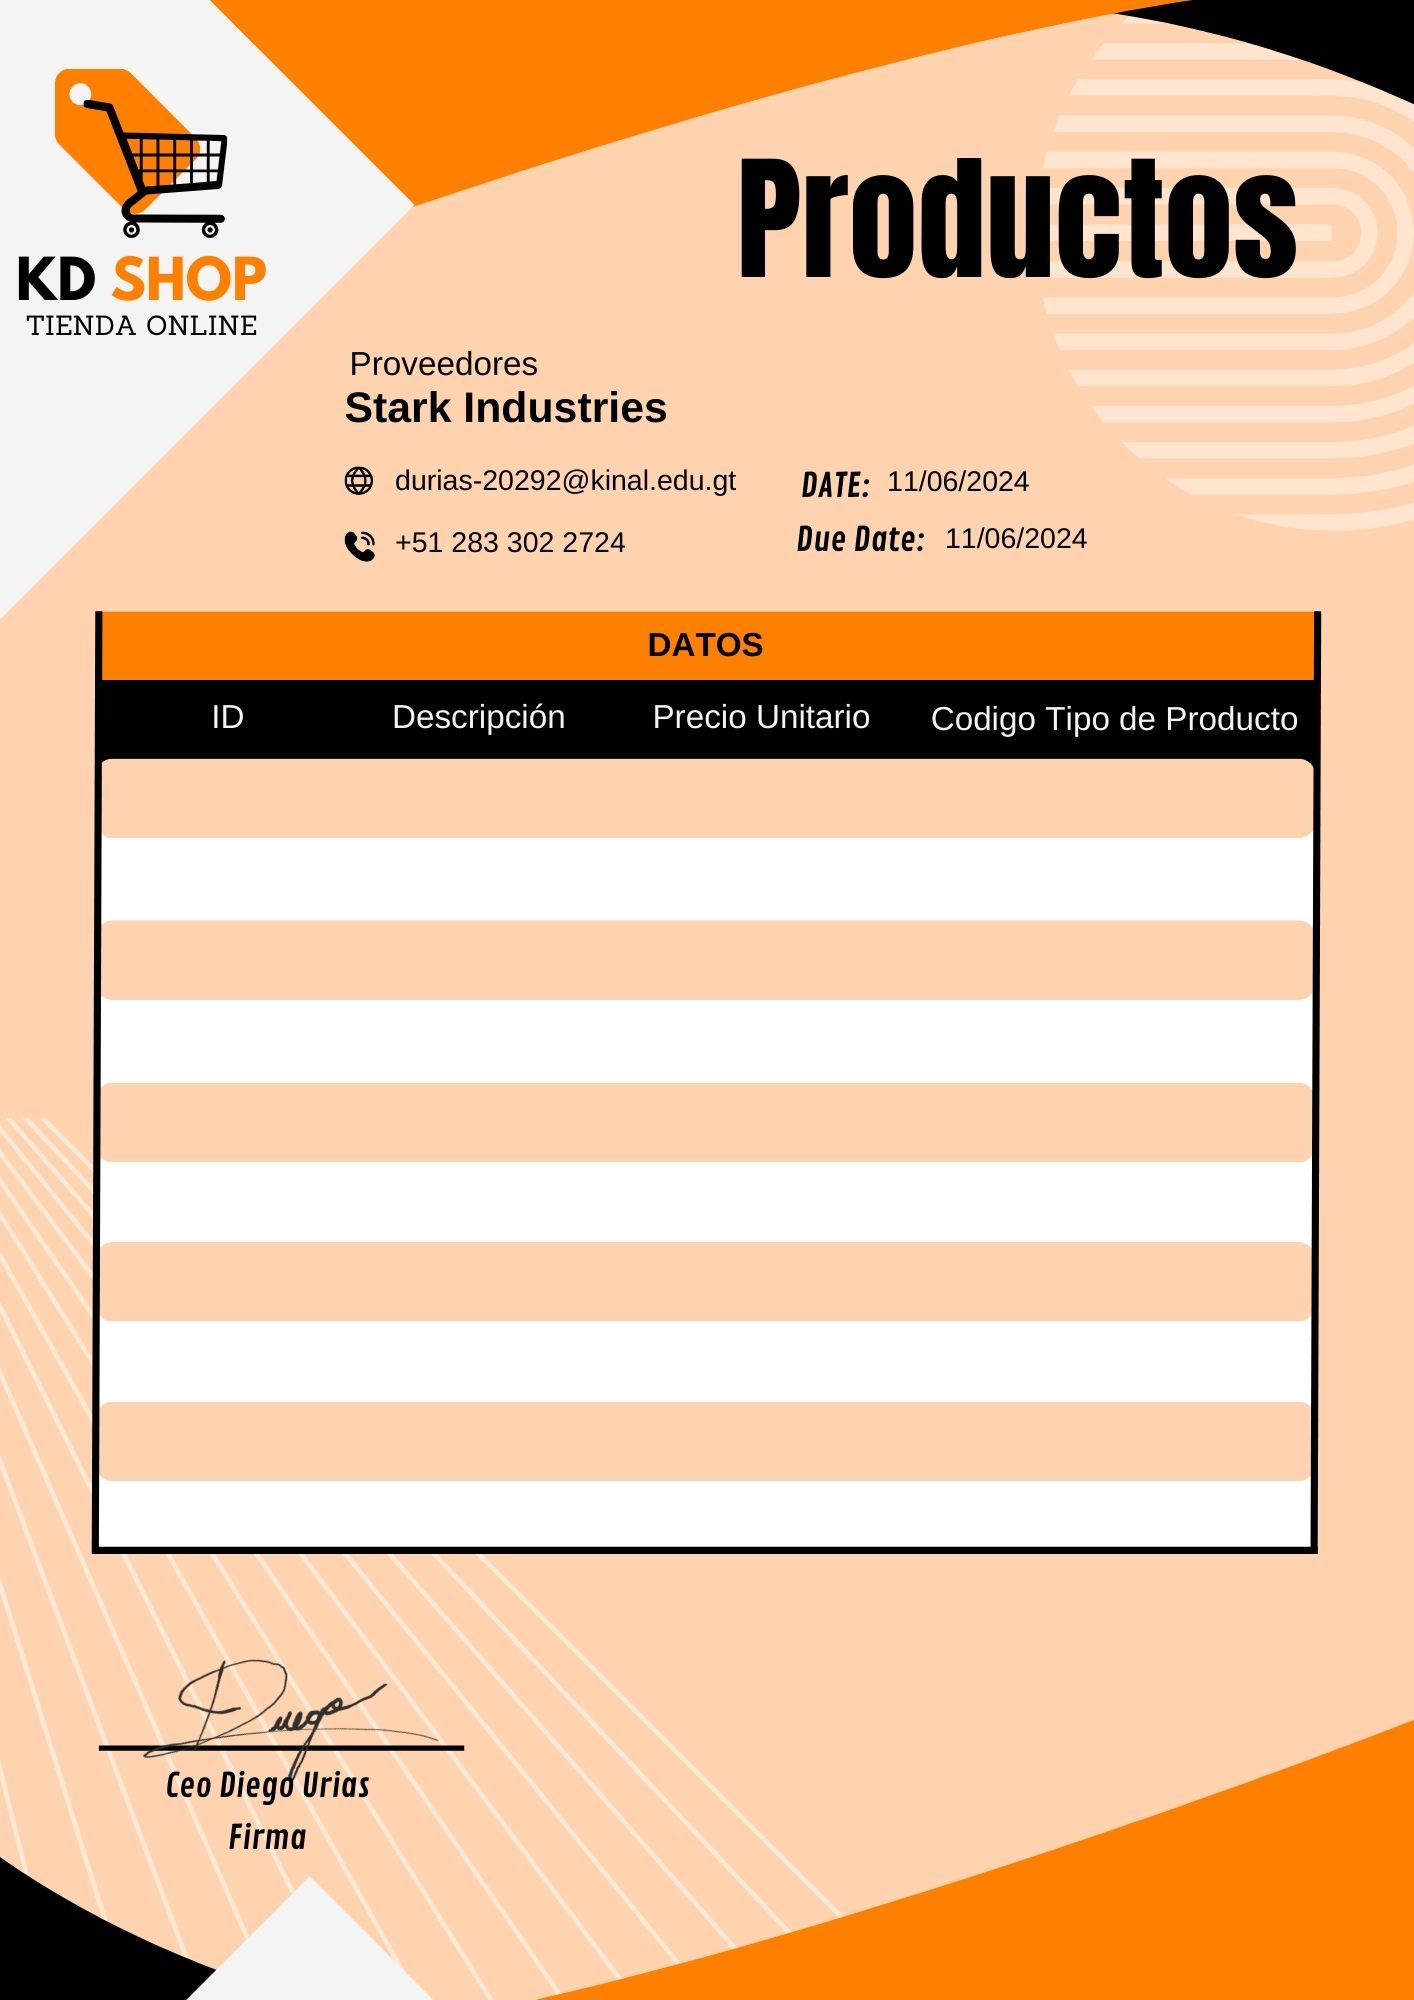 KD SHOP
TIENDA ONLINE
Productos
Proveedores
Stark Industries
durias-20292@kinal.edu.gt
DATE: 11/06/2024
+51 283 302 2724
Due Date: 11/06/2024
DATOS
ID Descripción Precio Unitario Codigo Tipo de Producto
Diego
Ceo Diego Urias
Firma